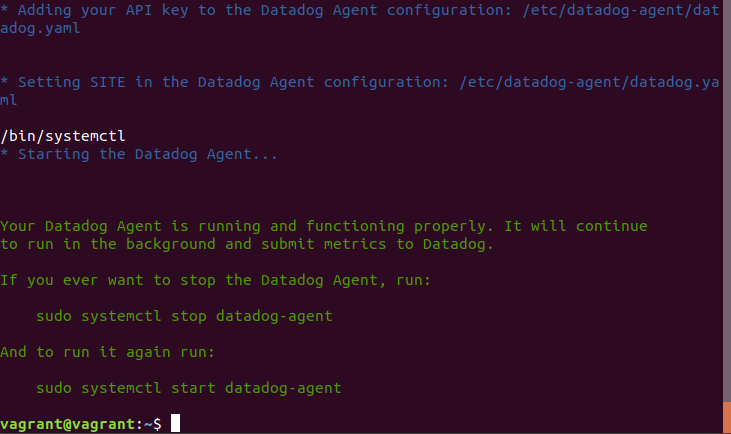 * Adding your API key to the Datadog Agent configuration: /etc/datadog-agent/dat
adog.yaml
* Setting SITE in the Datadog Agent configuration: /etc/datadog-agent/datadog.ya
ml
/bin/systemctl
* Starting the Datadog Agent...
Your Datadog Agent is running and functioning properly. It will continue
to run in the background and submit metrics to Datadog.
If you ever want to stop the Datadog Agent, run:
sudo systemctl stop datadog-agent
And to run it again run:
sudo systemctl start datadog-agent
vagrant@vagrant:~$